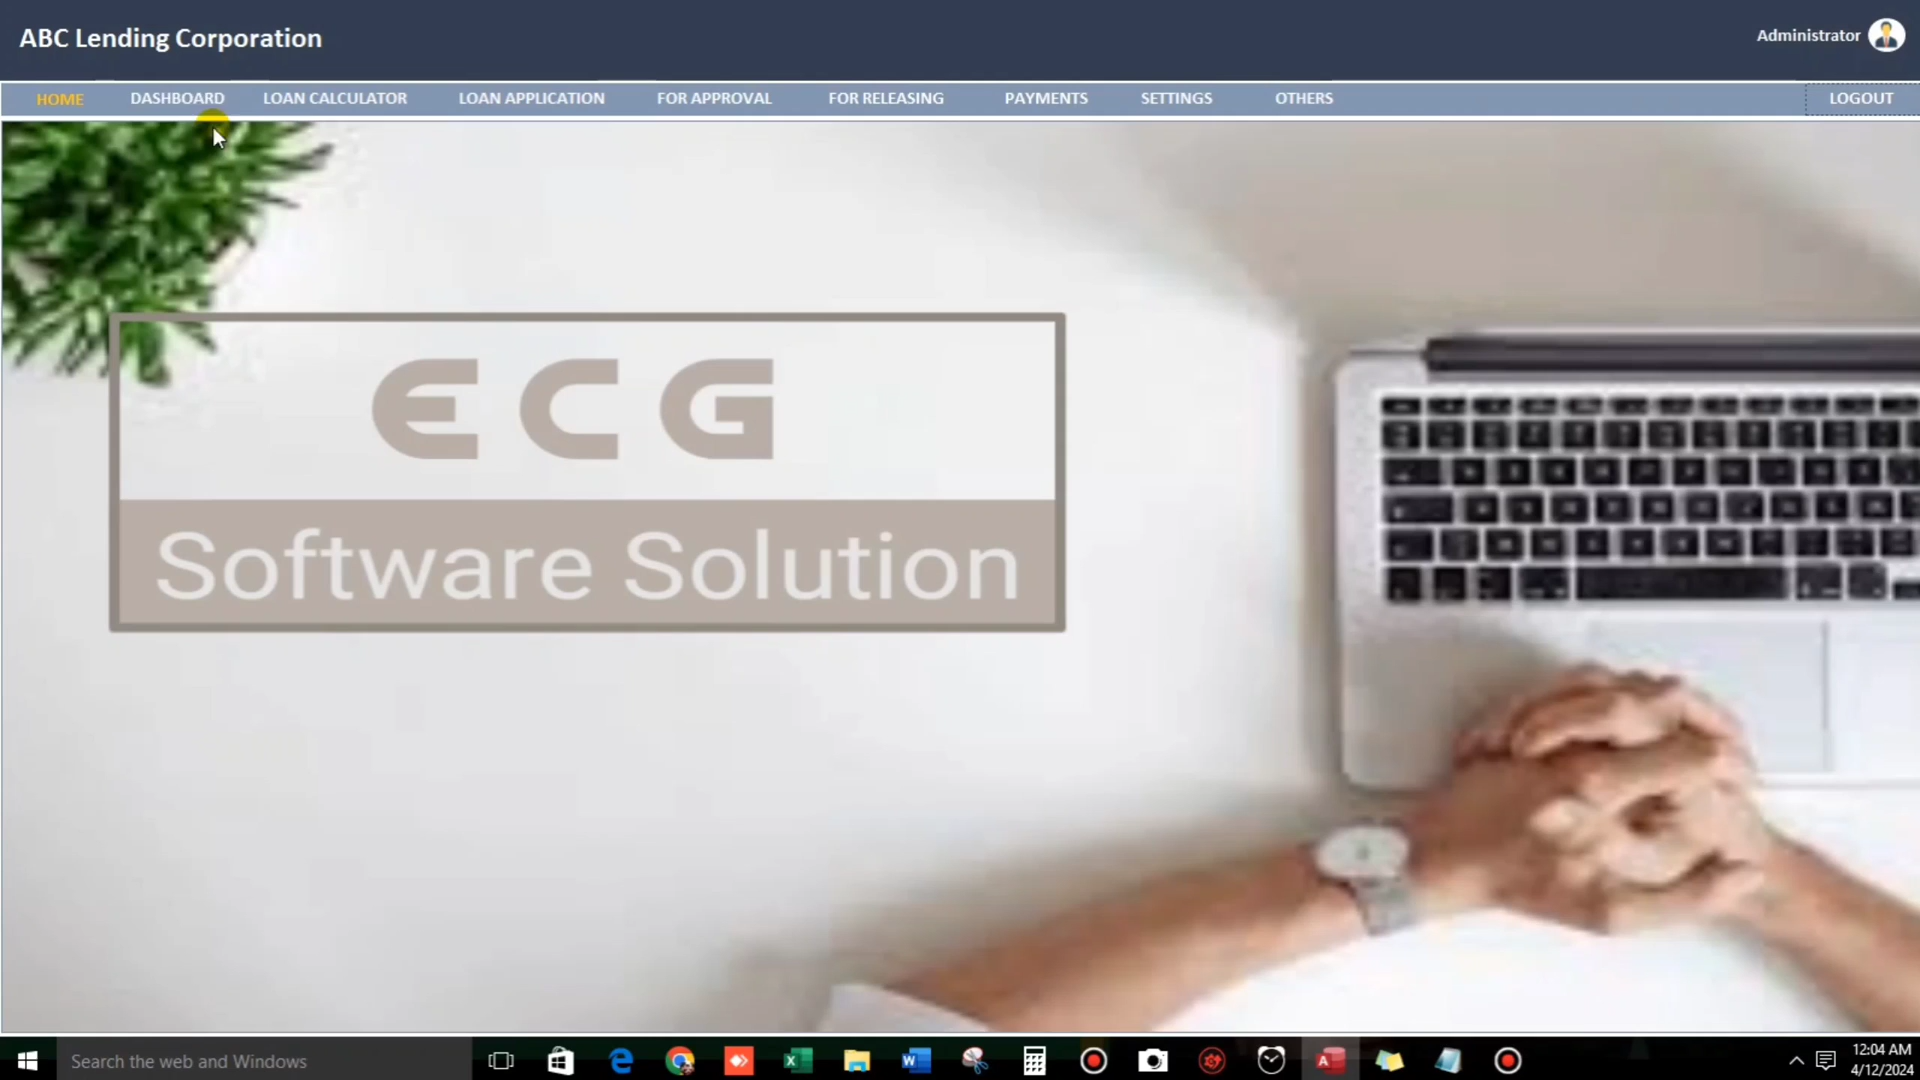 ABC Lending Corporation
Administrator
HOME DASHBOARD LOAN CALCULATOR LOAN APPLICATION FOR APPROVAL FOR RELEASING PAYMENTS SETTINGS OTHERS LOGOUT
ECG
Software Solution
Search the web and Windows
12:04 AM
4/12/2024